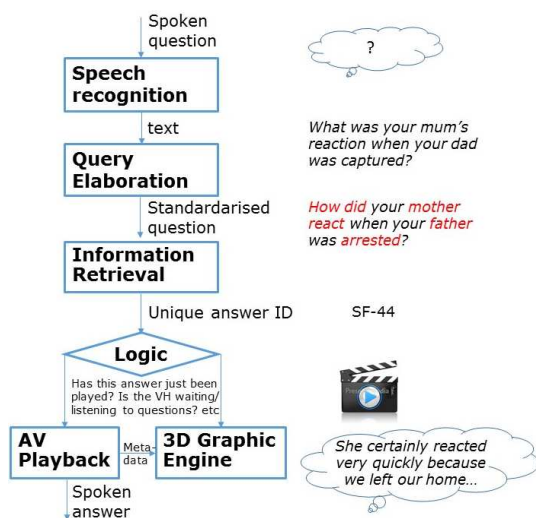 Spoken
question
?
Speech
recognition
text
What was your mum's
reaction when your dad
was captured?
Query
Elaboration
Standardarised
question
How did your mother
react when your father
was arrested?
Information
Retrieval
Unique answer ID
SF-44
Logic
Has this answer just been
played? Is the VH waiting/
listening to questions? etc
AV
Playback
Meta-
data
3D Graphic
Engine
She certainly reacted
very quickly because
we left our home...
Spoken
answer